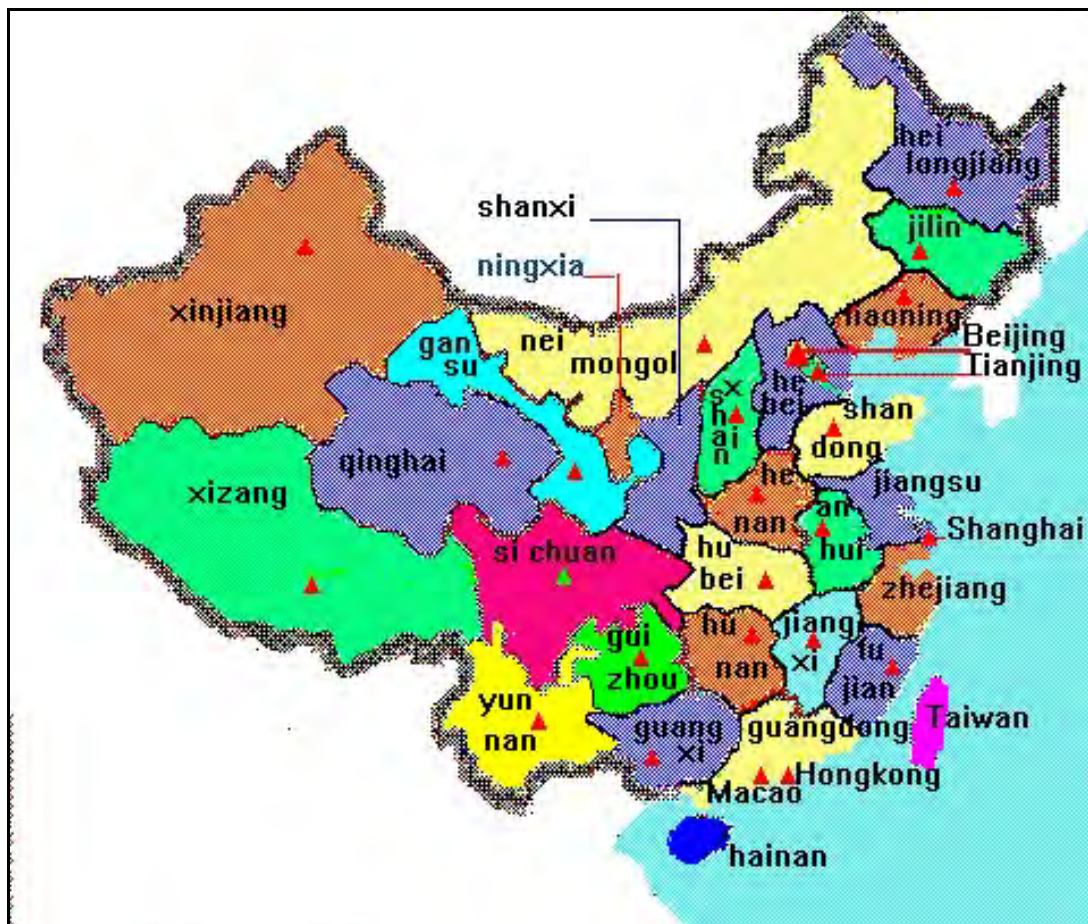 hei
longjiang
shanxi
jilin
ningxia
xinjiang
liaoning
nei
mongol
Beijing
gan
su
Tianjing
he
bei
shan
xi
shan
dong
qinghai
xizang
he
nan
jiangsu
an
hui
Shanghai
si chuan
hu
bei
zhejiang
gui
zhou
hu
nan
jiang
xi
fu
jian
yun
nan
guang
xi
guangdong
Taiwan
Hongkong
Macao
hainan